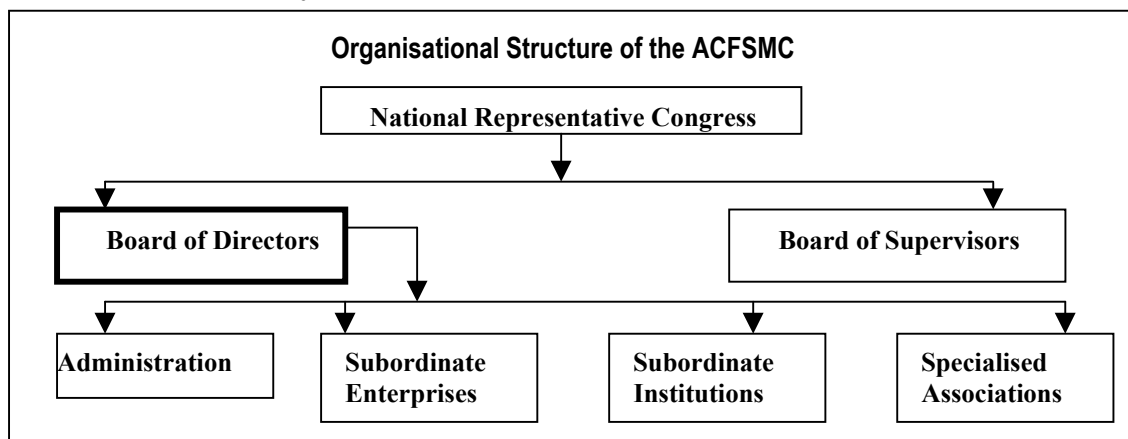 Organisational Structure of the ACFSMC
National Representative Congress
Board of Directors
Board of Supervisors
Administration
Subordinate
Enterprises
Subordinate
Institutions
Specialised
Associations